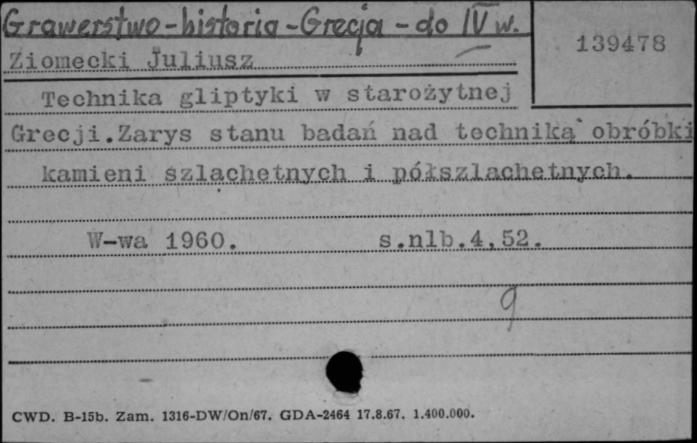 Grawerstwo-historia-Grecja-do IV w.
139478
Ziomecki Juliusz
Technika gliptyki w starożytnej
Grecji.Zarys stanu badań nad techniką obróbki
kamieni szlachetnych i półszlachetnych.
W-wa 1960. s.nlb.4,52.
9
CWD. B-15b. Zam. 1316-DW/On/67. GDA-2464 17.8.67. 1.400.000.